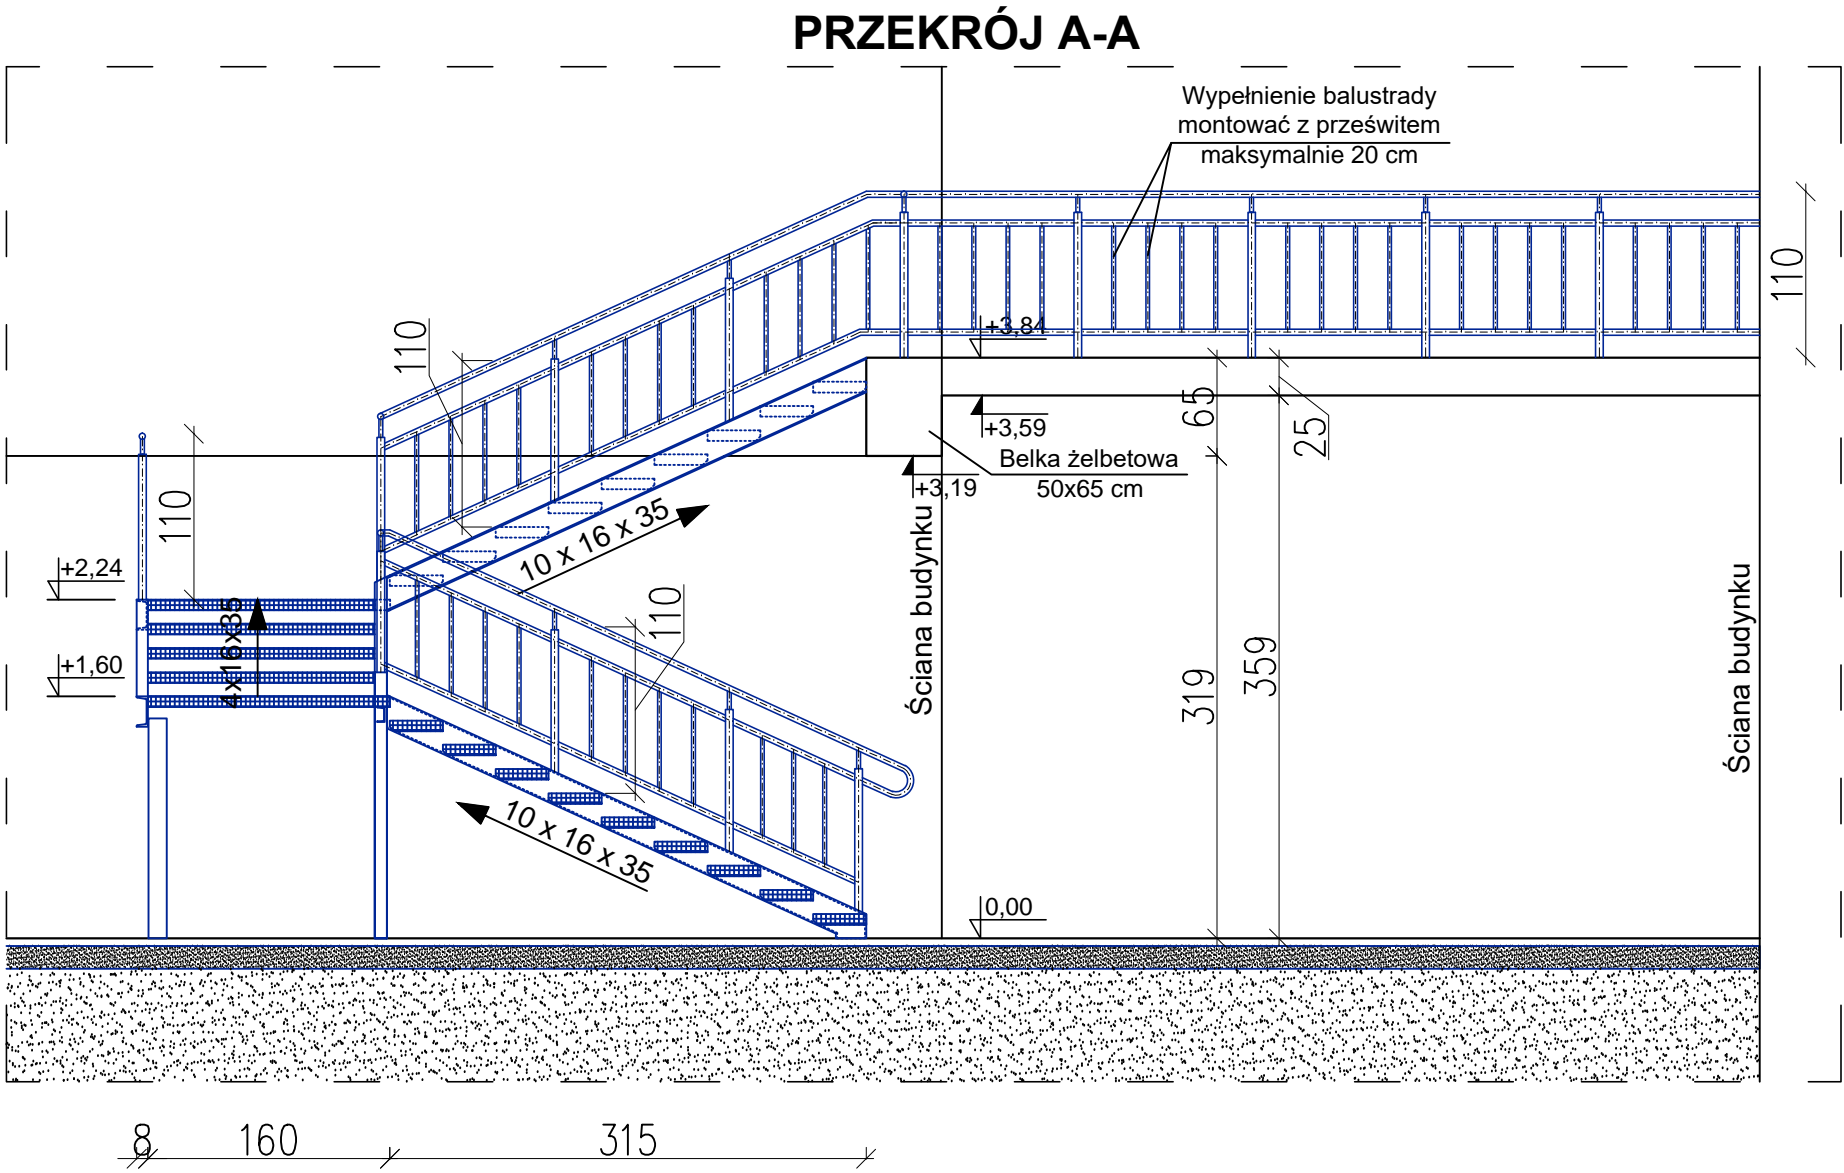 PRZEKRÓJ A-A
Wypełnienie balustrady
montować z prześwitem
maksymalnie 20 cm
110
110
+3,84
65
25
+3,59
Belka żelbetowa
50x65 cm
+3,19
110
+2,24
10 x 16 x 35
Ściana budynku
Ściana budynku
4x16x35
110
+1,60
319
359
10 x 16 x 35
0,00
8
160
315